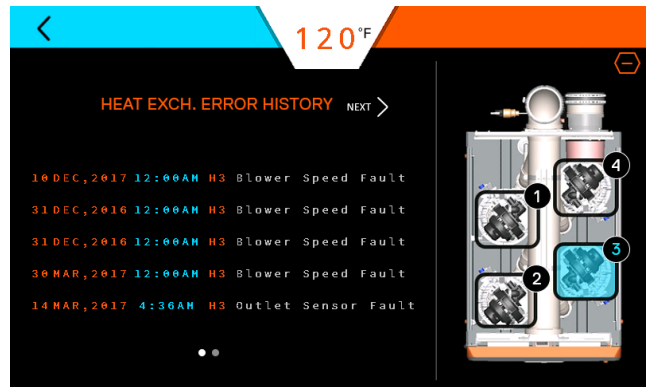 120°F
HEAT EXCH. ERROR HISTORY NEXT
10 DEC,2017 12:00AM H3 Blower Speed Fault
31 DEC,2016 12:00AM H3 Blower Speed Fault
31 DEC,2016 12:00AM H3 Blower Speed Fault
30 MAR,2017 12:00AM H3 Blower Speed Fault
14 MAR,2017 4:36AM H3 Outlet Sensor Fault
4
1
3
2